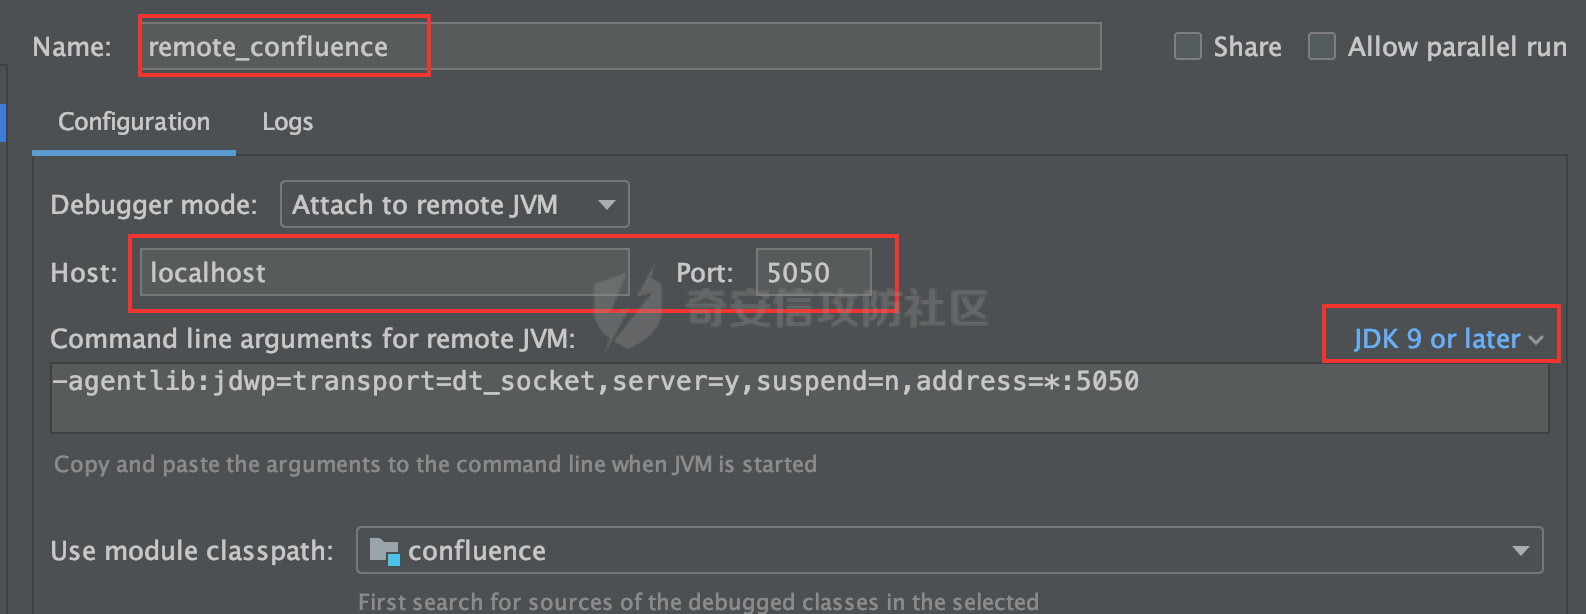 Name: remote_confluence Share Allow parallel run
Configuration Logs
Debugger mode: Attach to remote JVM
Host: localhost Port: 5050
奇安信攻防社区
Command line arguments for remote JVM: JDK 9 or later
-agentlib:jdwp=transport=dt_socket,server=y,suspend=n,address=*:5050
Copy and paste the arguments to the command line when JVM is started
Use module classpath: confluence
First search for sources of the debugged classes in the selected